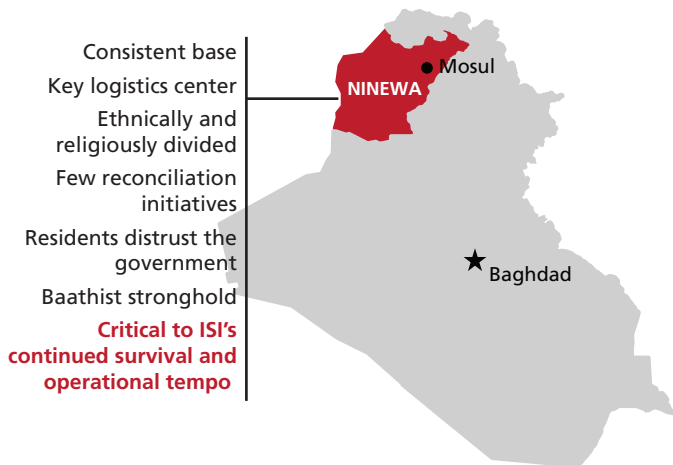 Consistent base
Key logistics center
Ethnically and
religiously divided
Few reconciliation
initiatives
Residents distrust the
government
Baathist stronghold
Critical to ISI's
continued survival and
operational tempo
NINEWA
Mosul
Baghdad